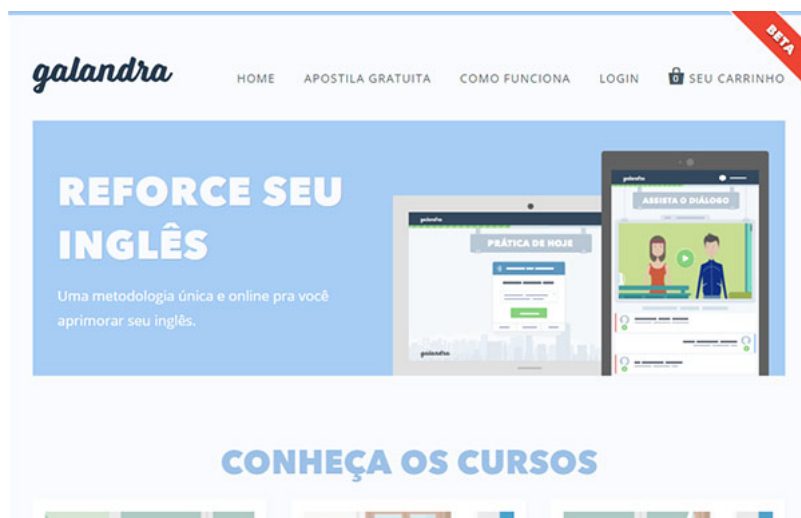 BETA
galandra
HOME APOSTILA GRATUITA COMO FUNCIONA LOGIN 0 SEU CARRINHO
REFORCE SEU
INGLÊS
Uma metodologia única e online pra você
aprimorar seu inglês.
galandra
PRÁTICA DE HOJE
galandra
galandra
ASSISTA O DIÁLOGO
CONHEÇA OS CURSOS